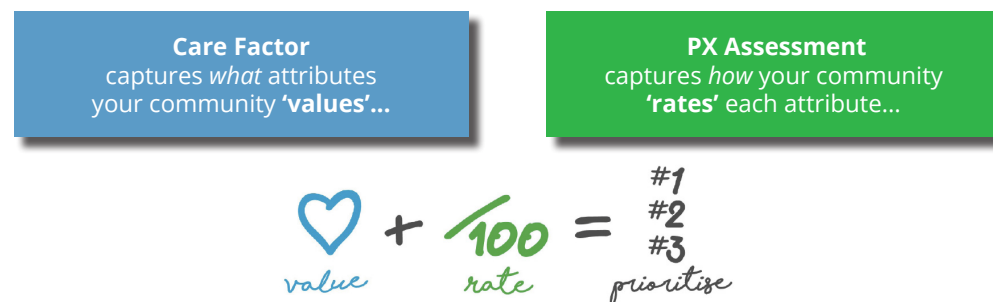 Care Factor
captures what attributes
your community ‘values’...
PX Assessment
captures how your community
‘rates’ each attribute...
+ /100 =
#1
#2
#3
value
rate
prioritise